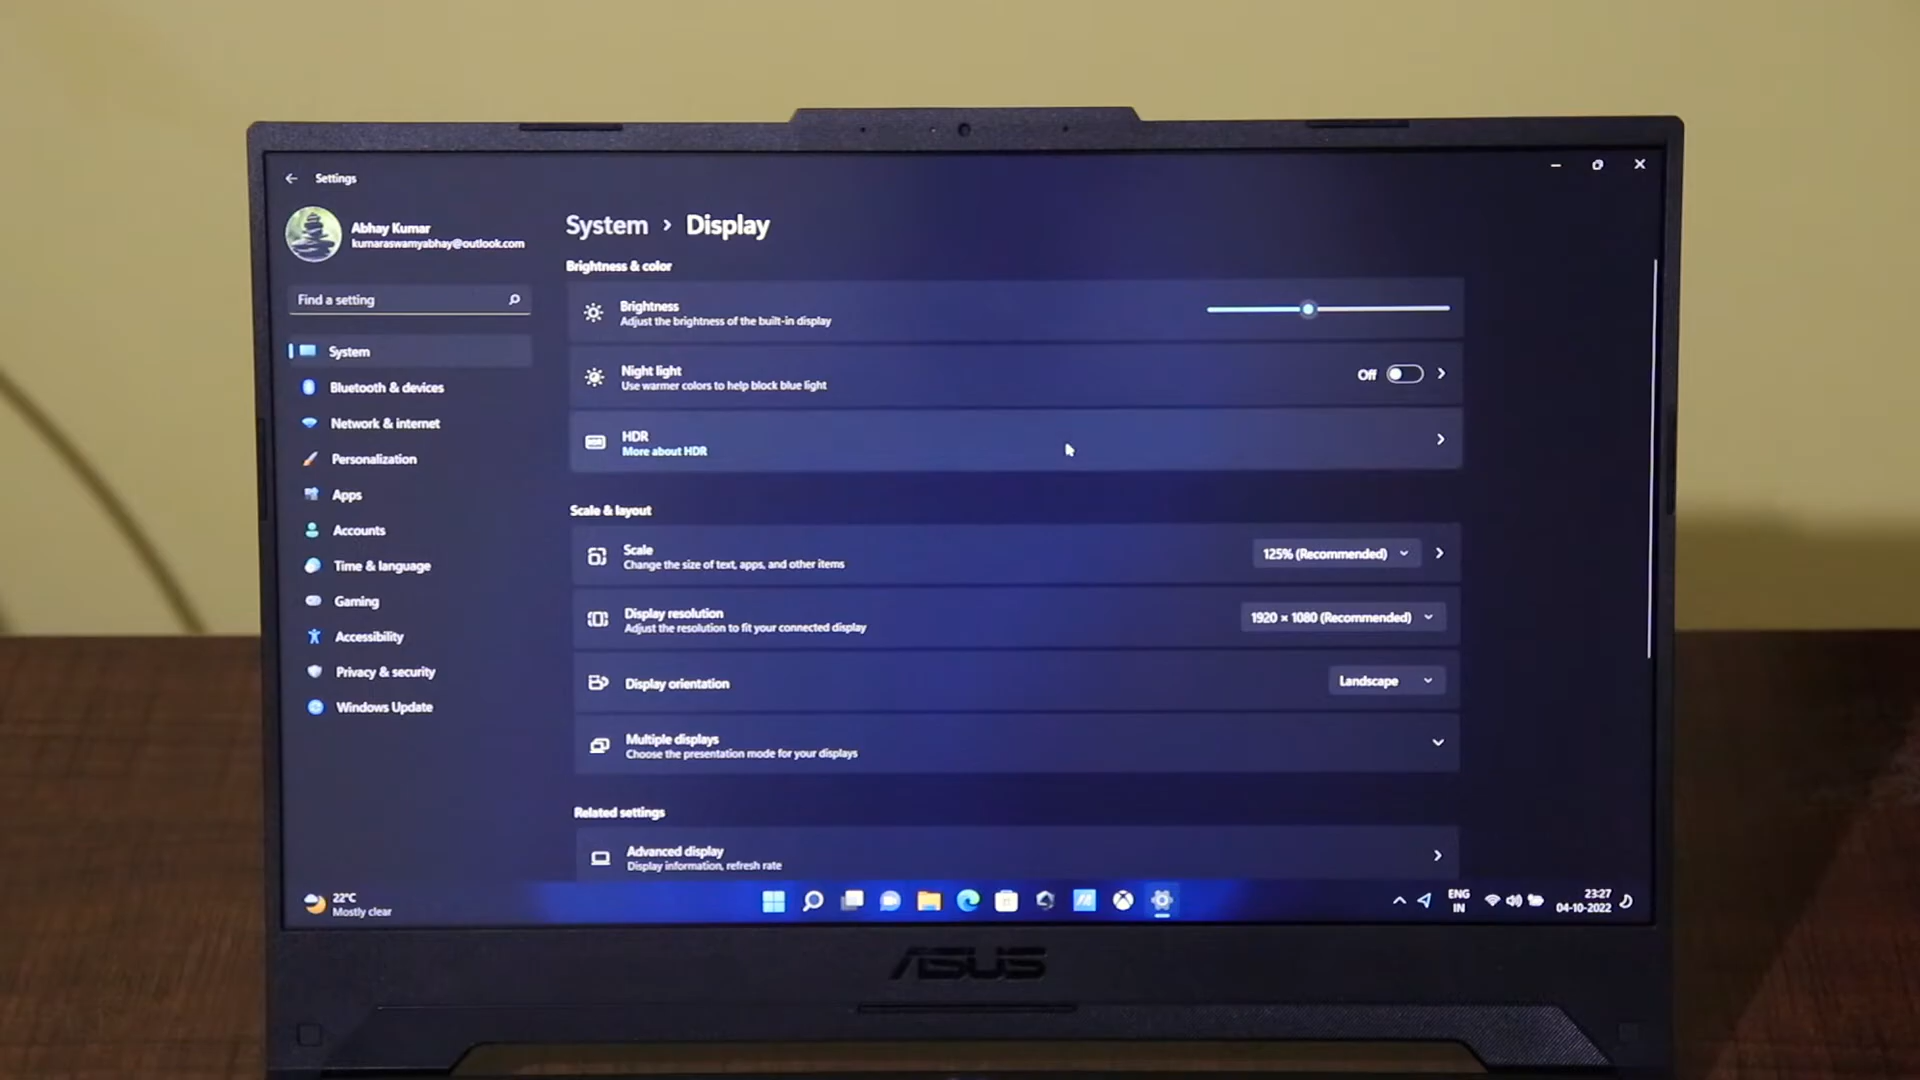 Settings
Abhay Kumar
kumaraswamyabhay@outlook.com
Find a setting
System
Bluetooth & devices
Network & internet
Personalization
Apps
Accounts
Time & language
Gaming
Accessibility
Privacy & security
Windows Update
System › Display
Brightness & color
Brightness
Adjust the brightness of the built-in display
Night light
Use warmer colors to help block blue light
Off
HDR
More about HDR
Scale & layout
Scale
Change the size of text, apps, and other items
125% (Recommended)
Display resolution
Adjust the resolution to fit your connected display
1920 × 1080 (Recommended)
Display orientation
Landscape
Multiple displays
Choose the presentation mode for your displays
Related settings
Advanced display
Display information, refresh rate
22°C
Mostly clear
ENG
IN
23:27
04-10-2022
ASUS